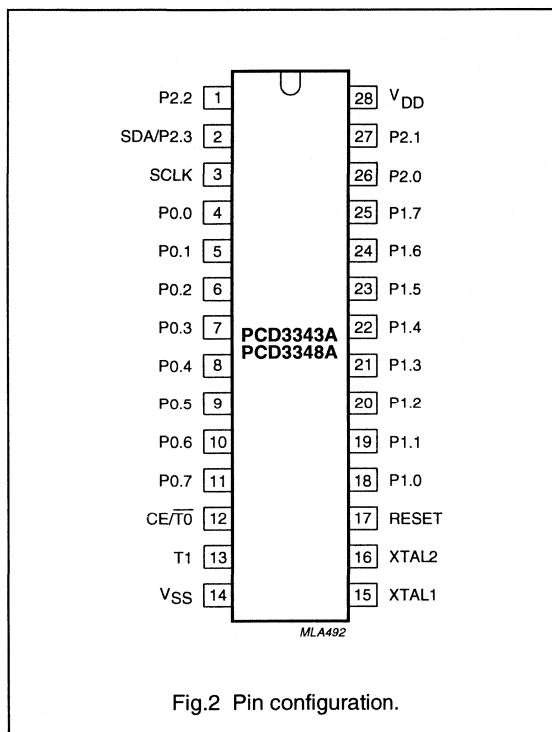 P2.2 1 28 VDD
SDA/P2.3 2 27 P2.1
SCLK 3 26 P2.0
P0.0 4 25 P1.7
P0.1 5 24 P1.6
P0.2 6 23 P1.5
P0.3 7 22 P1.4
PCD3343A
PCD3348A
P0.4 8 21 P1.3
P0.5 9 20 P1.2
P0.6 10 19 P1.1
P0.7 11 18 P1.0
CE/T0 12 17 RESET
T1 13 16 XTAL2
VSS 14 15 XTAL1
MLA492
Fig.2 Pin configuration.